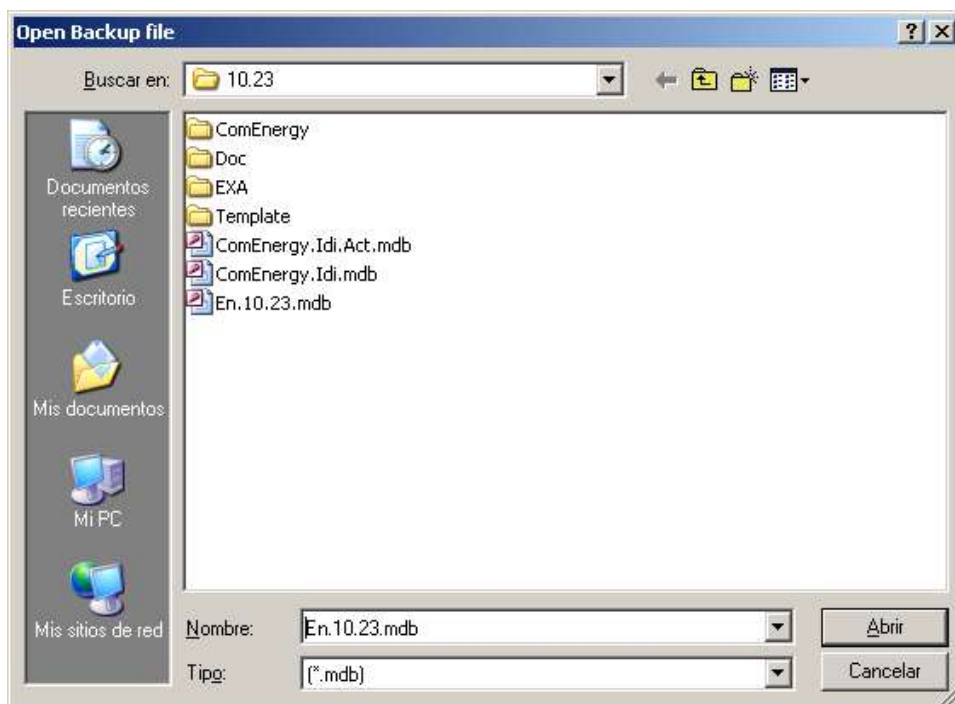 Open Backup file
Buscar en: 10.23
Documentos recientes
Escritorio
Mis documentos
Mi PC
Mis sitios de red
ComEnergy
Doc
EXA
Template
ComEnergy.Idi.Act.mdb
ComEnergy.Idi.mdb
En.10.23.mdb
Nombre: En.10.23.mdb Abrir
Tipo: (*.mdb) Cancelar